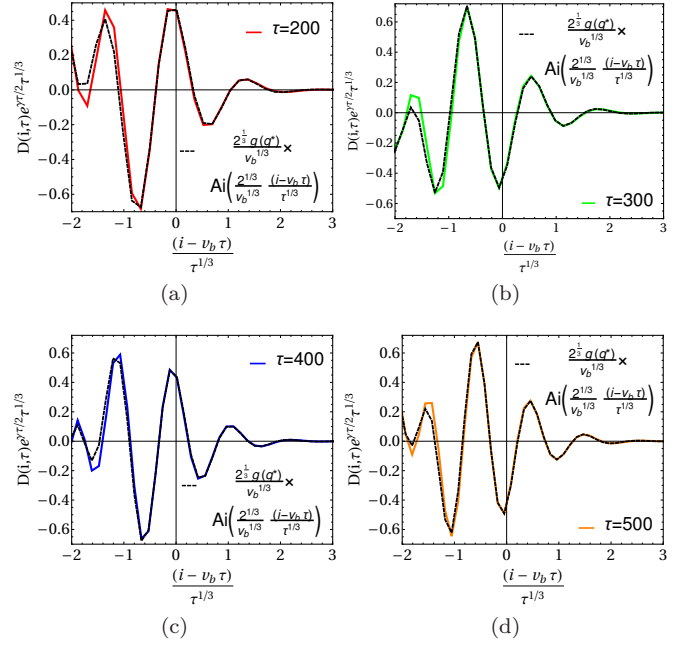 0.4
0.2
0.0
−0.2
−0.4
−0.6
−2 −1 0 1 2 3
D(i,τ)e^{γτ/2}τ^{1/3}
τ=200
--- 2^{1/3} g(q*) / v_b^{1/3} ×
Ai(2^{1/3}/v_b^{1/3} (i−v_b τ)/τ^{1/3})
(i − v_b τ)
τ^{1/3}
(a)
0.6
0.4
0.2
0.0
−0.2
−0.4
−0.6
−2 −1 0 1 2 3
D(i,τ)e^{γτ/2}τ^{1/3}
--- 2^{1/3} g(q*) / v_b^{1/3} ×
Ai(2^{1/3}/v_b^{1/3} (i−v_b τ)/τ^{1/3})
τ=300
(i − v_b τ)
τ^{1/3}
(b)
0.6
0.4
0.2
0.0
−0.2
−0.4
−0.6
−2 −1 0 1 2 3
D(i,τ)e^{γτ/2}τ^{1/3}
τ=400
--- 2^{1/3} g(q*) / v_b^{1/3} ×
Ai(2^{1/3}/v_b^{1/3} (i−v_b τ)/τ^{1/3})
(i − v_b τ)
τ^{1/3}
(c)
0.6
0.4
0.2
0.0
−0.2
−0.4
−0.6
−2 −1 0 1 2 3
D(i,τ)e^{γτ/2}τ^{1/3}
--- 2^{1/3} g(q*) / v_b^{1/3} ×
Ai(2^{1/3}/v_b^{1/3} (i−v_b τ)/τ^{1/3})
τ=500
(i − v_b τ)
τ^{1/3}
(d)